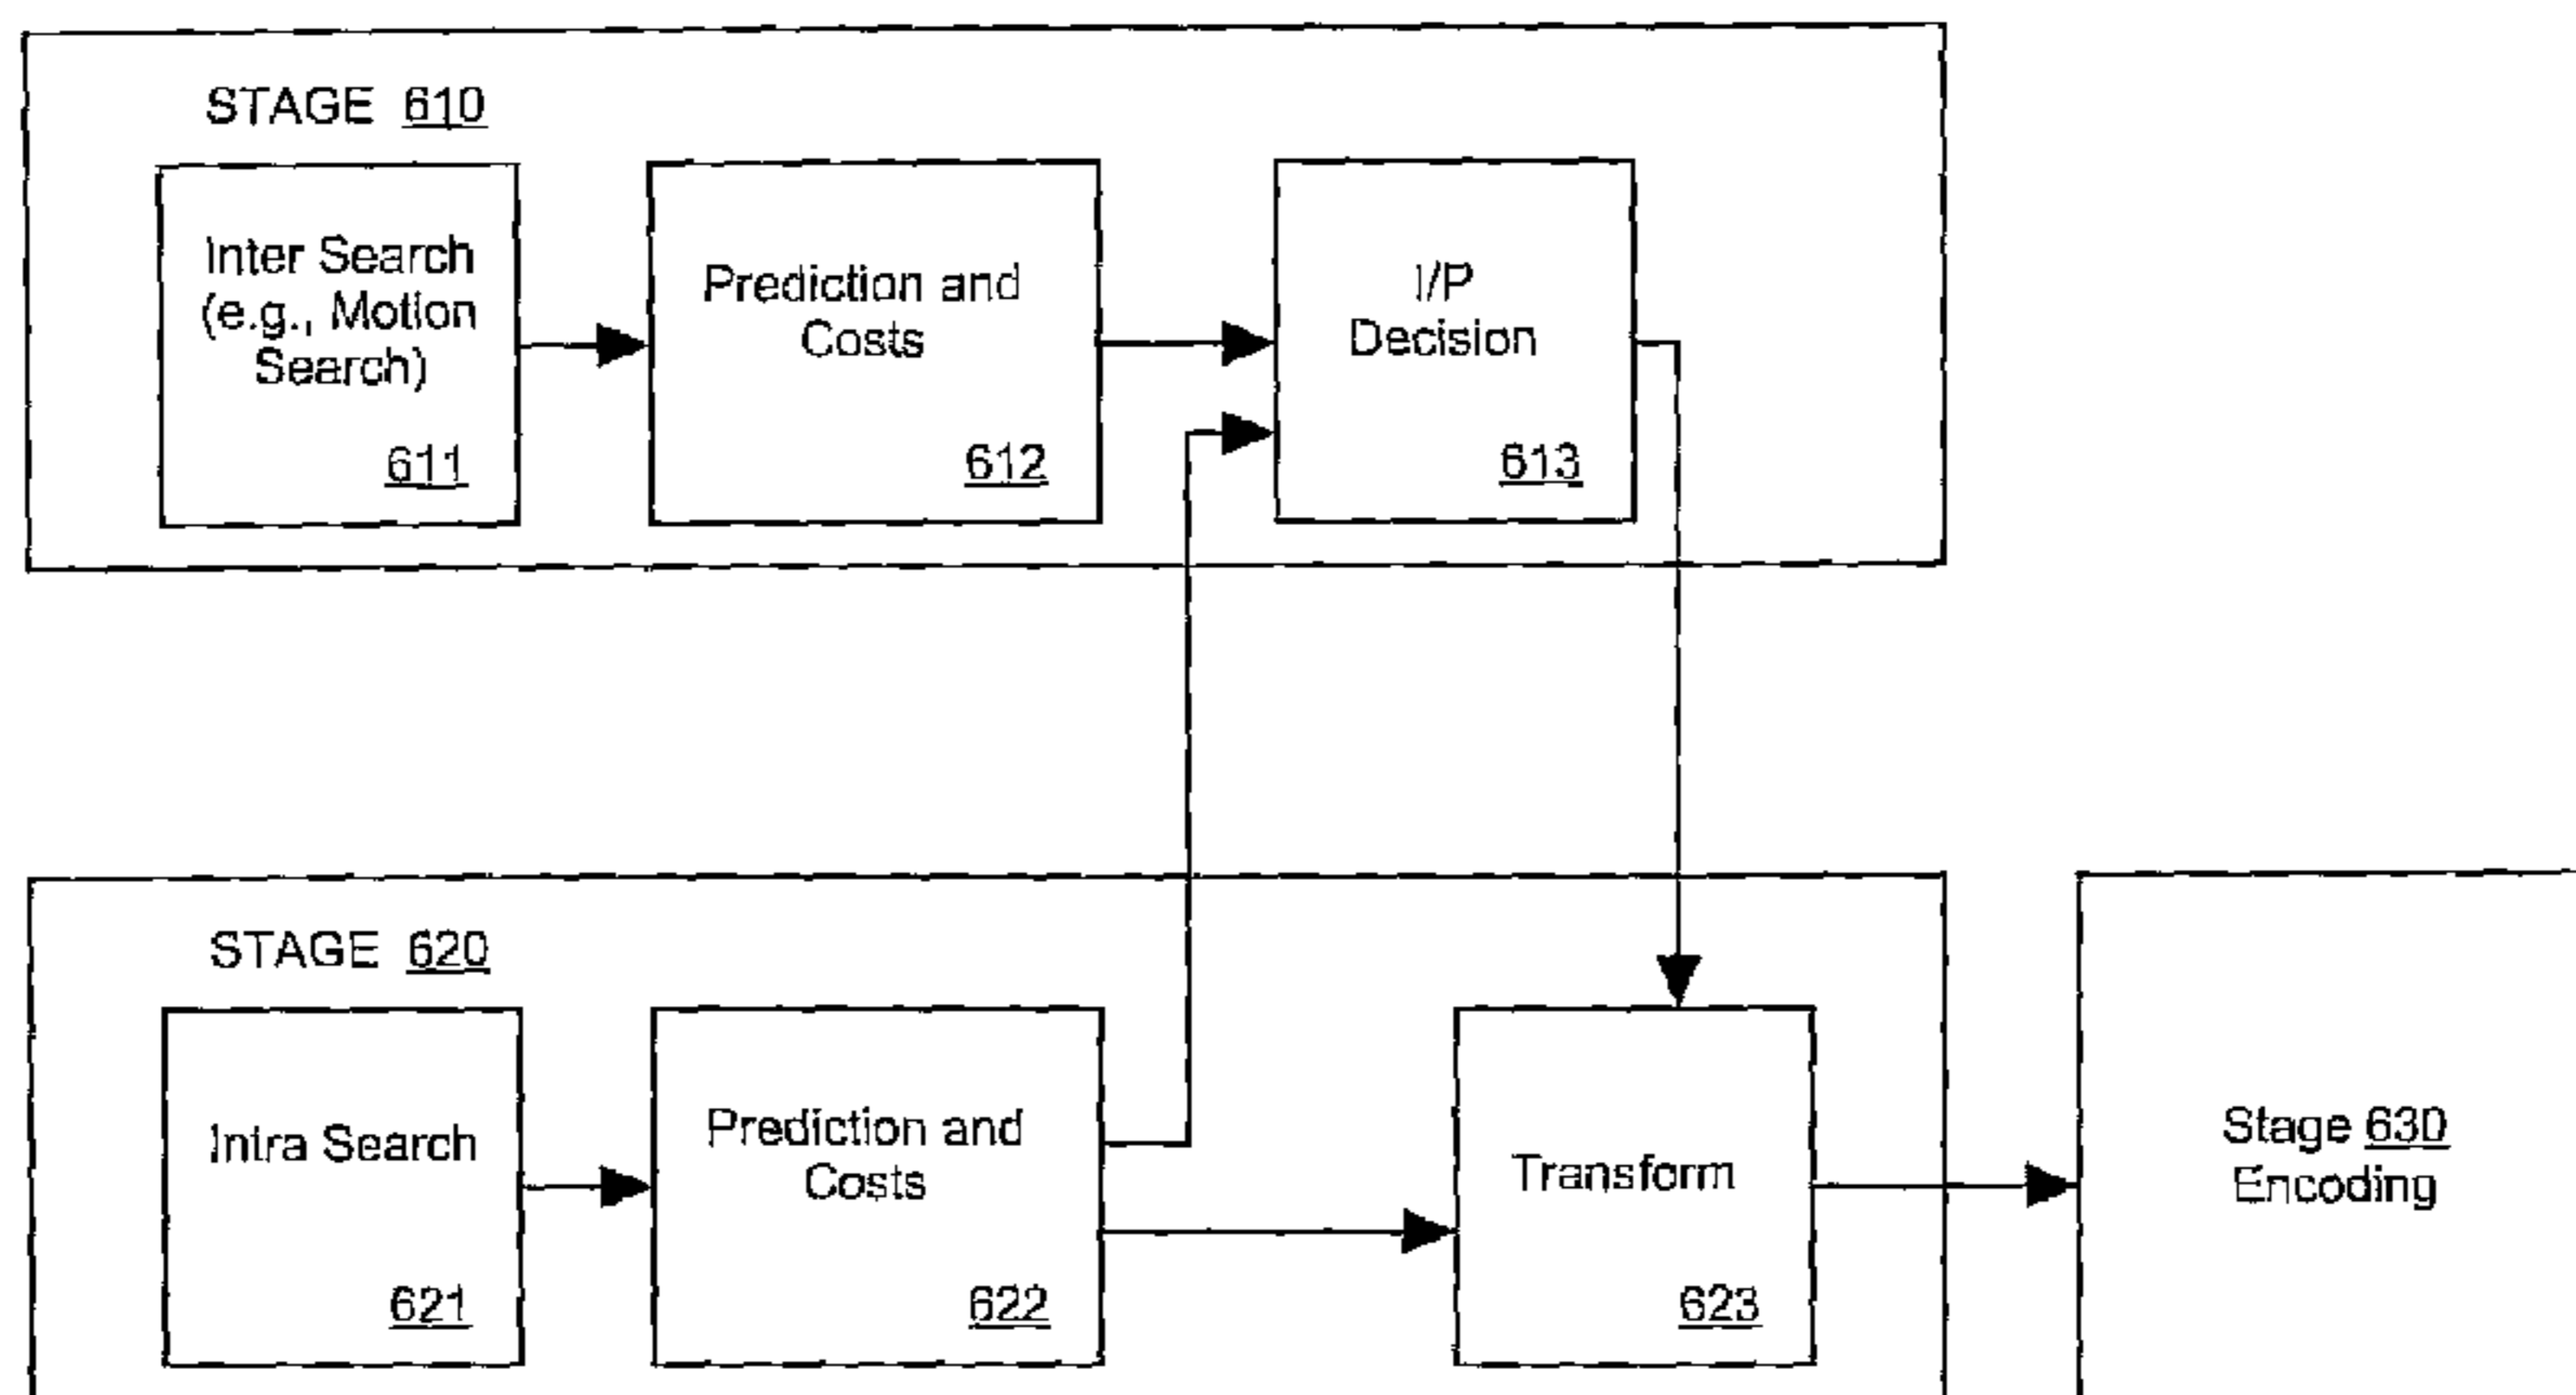 STAGE 610
Inter Search
(e.g., Motion
Search)
611
Prediction and
Costs
612
I/P
Decision
613
STAGE 620
Intra Search
621
Prediction and
Costs
622
Transform
623
Stage 630
Encoding